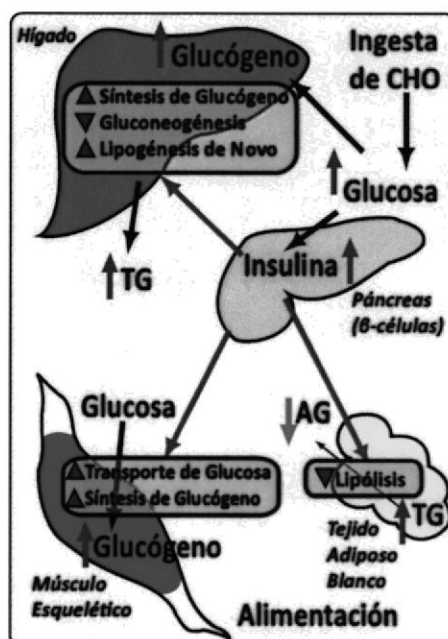 Hígado
Glucógeno
Ingesta
de CHO
Síntesis de Glucógeno
Gluconeogénesis
Lipogénesis de Novo
Glucosa
TG
Insulina
Páncreas
(β-células)
Glucosa
AG
Transporte de Glucosa
Síntesis de Glucógeno
Lipólisis
TG
Glucógeno
Tejido
Adiposo
Blanco
Músculo
Esquelético
Alimentación